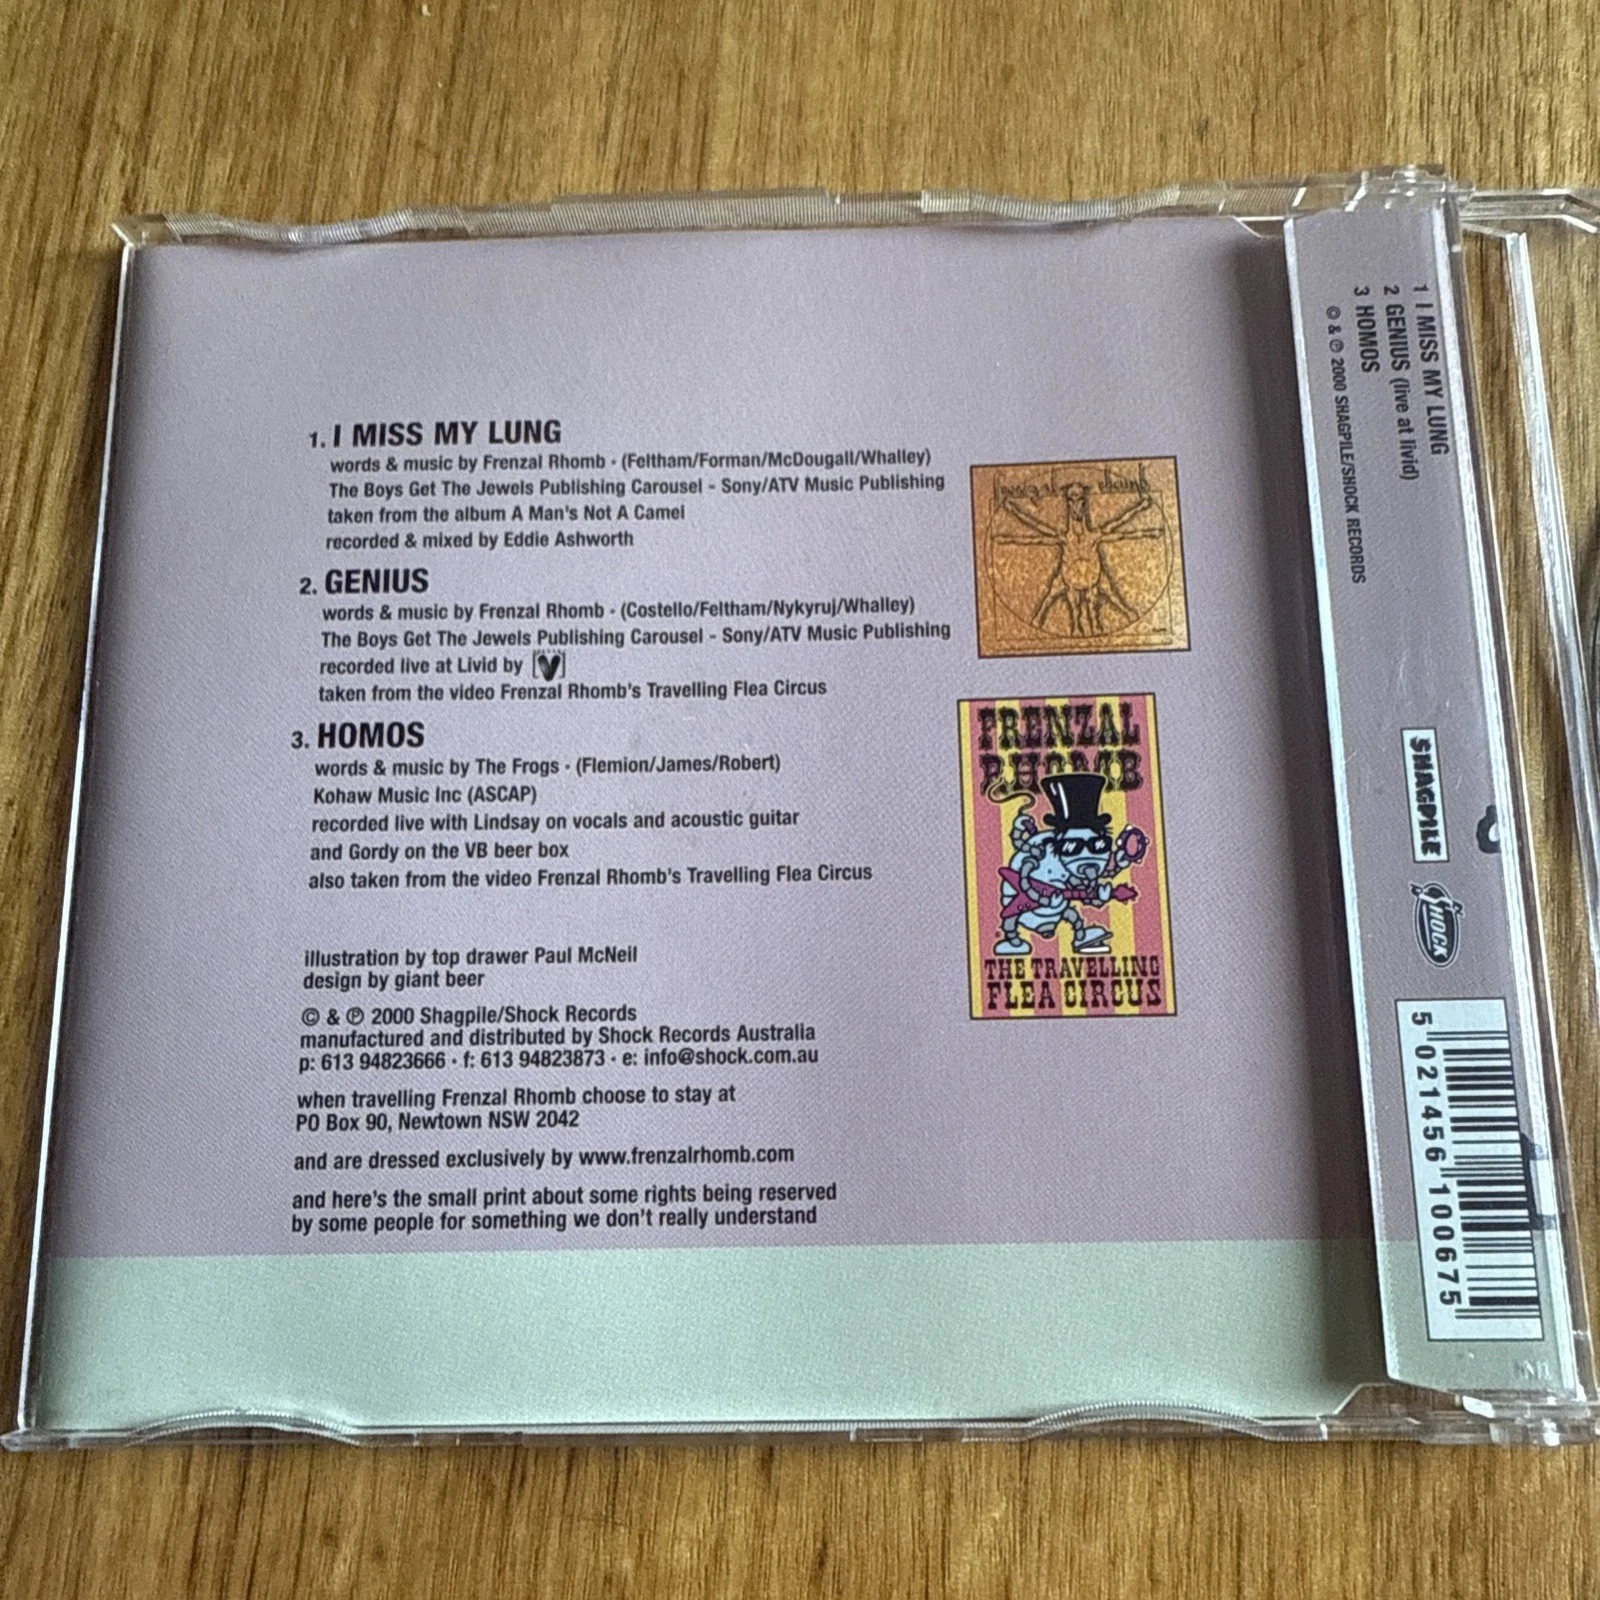 1. I MISS MY LUNG
words & music by Frenzal Rhomb • (Feltham/Forman/McDougall/Whalley)
The Boys Get The Jewels Publishing Carousel - Sony/ATV Music Publishing
taken from the album A Man's Not A Camel
recorded & mixed by Eddie Ashworth
2. GENIUS
words & music by Frenzal Rhomb • (Costello/Feltham/Nykyruj/Whalley)
The Boys Get The Jewels Publishing Carousel - Sony/ATV Music Publishing
recorded live at Livid by [V]
taken from the video Frenzal Rhomb's Travelling Flea Circus
3. HOMOS
words & music by The Frogs • (Flemion/James/Robert)
Kohaw Music Inc (ASCAP)
recorded live with Lindsay on vocals and acoustic guitar
and Gordy on the VB beer box
also taken from the video Frenzal Rhomb's Travelling Flea Circus
illustration by top drawer Paul McNeil
design by giant beer
© & ℗ 2000 Shagpile/Shock Records
manufactured and distributed by Shock Records Australia
p: 613 94823666 • f: 613 94823873 • e: info@shock.com.au
when travelling Frenzal Rhomb choose to stay at
PO Box 90, Newtown NSW 2042
and are dressed exclusively by www.frenzalrhomb.com
and here's the small print about some rights being reserved
by some people for something we don't really understand
frenzal rhomb
FRENZAL
RHOMB
THE TRAVELLING
FLEA CIRCUS
1 I MISS MY LUNG
2 GENIUS (live at livid)
3 HOMOS
© & ℗ 2000 SHAGPILE/SHOCK RECORDS
SHAGPILE
SHOCK
5 021456 100675